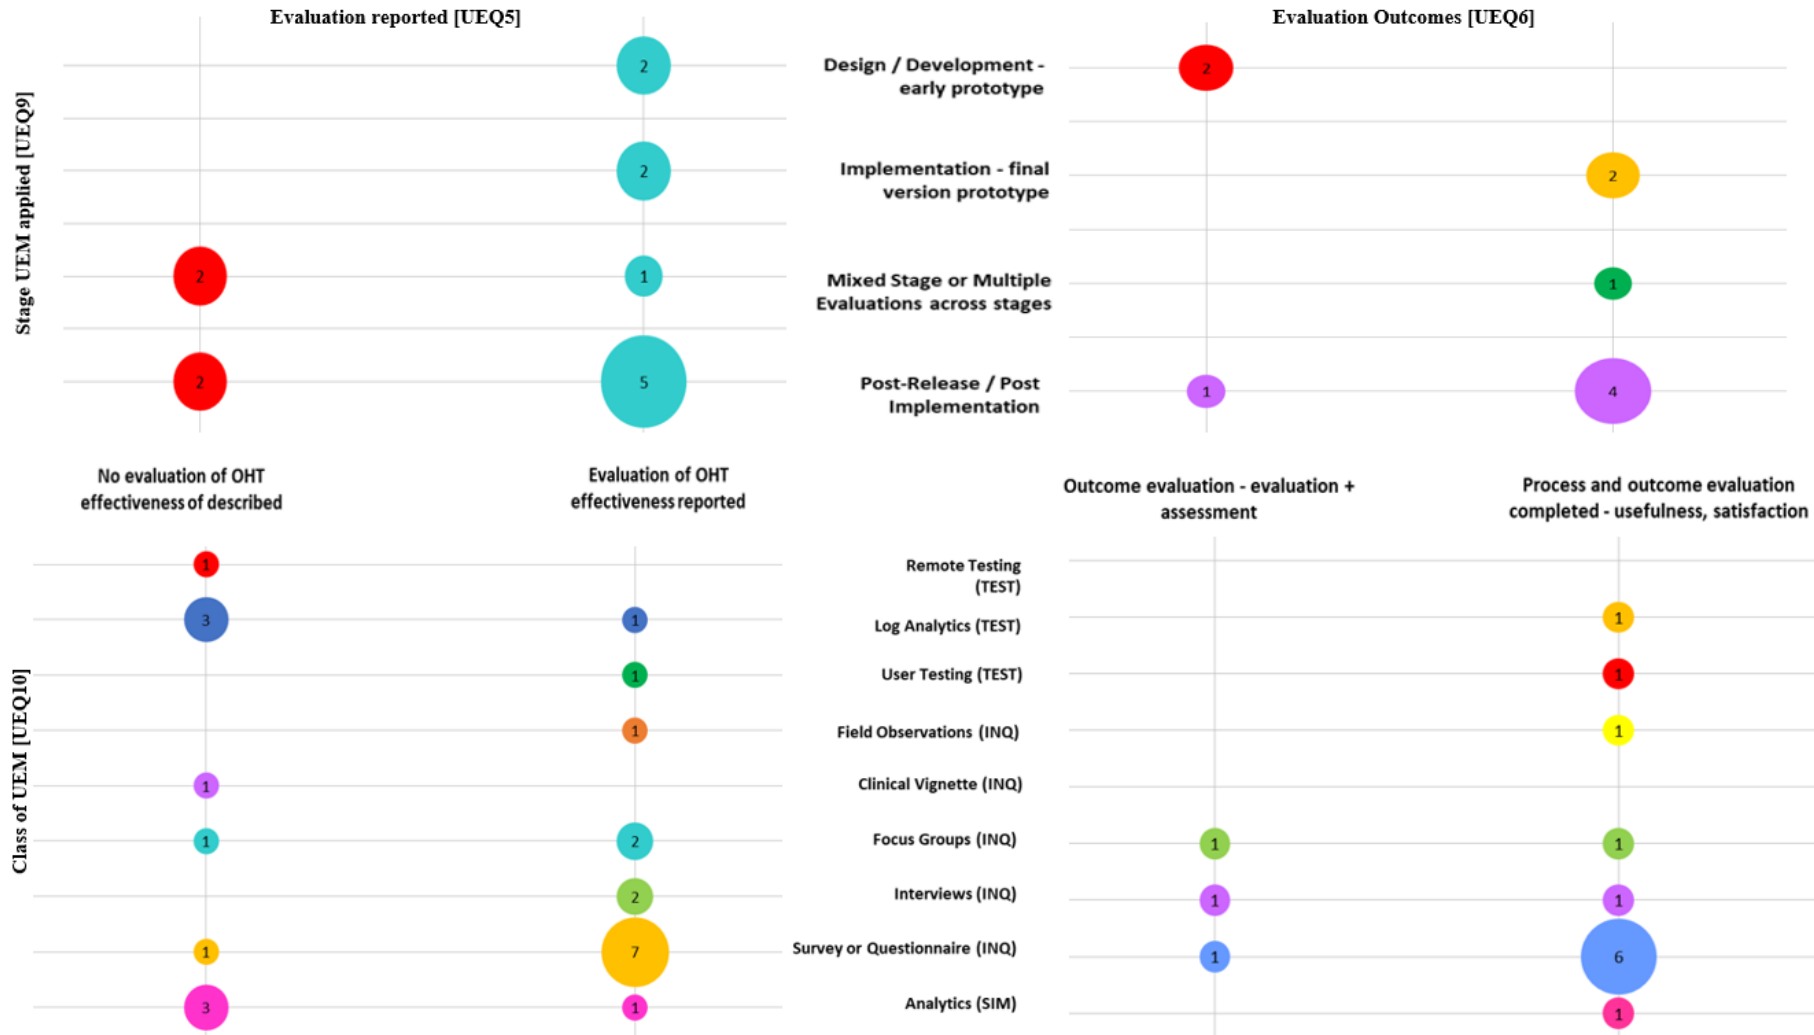 Evaluation reported [UEQ5]
Evaluation Outcomes [UEQ6]
Stage UEM applied [UEQ9]
2
Design / Development -
early prototype
2
2
Implementation - final
version prototype
2
2
1
Mixed Stage or Multiple
Evaluations across stages
1
2
5
Post-Release / Post
Implementation
1
4
No evaluation of OHT
effectiveness of described
Evaluation of OHT
effectiveness reported
Outcome evaluation - evaluation +
assessment
Process and outcome evaluation
completed - usefulness, satisfaction
Class of UEM [UEQ10]
1
Remote Testing
(TEST)
3
1
Log Analytics (TEST)
1
1
User Testing (TEST)
1
1
Field Observations (INQ)
1
1
Clinical Vignette (INQ)
1
2
Focus Groups (INQ)
1
1
2
Interviews (INQ)
1
1
1
7
Survey or Questionnaire (INQ)
1
6
3
1
Analytics (SIM)
1